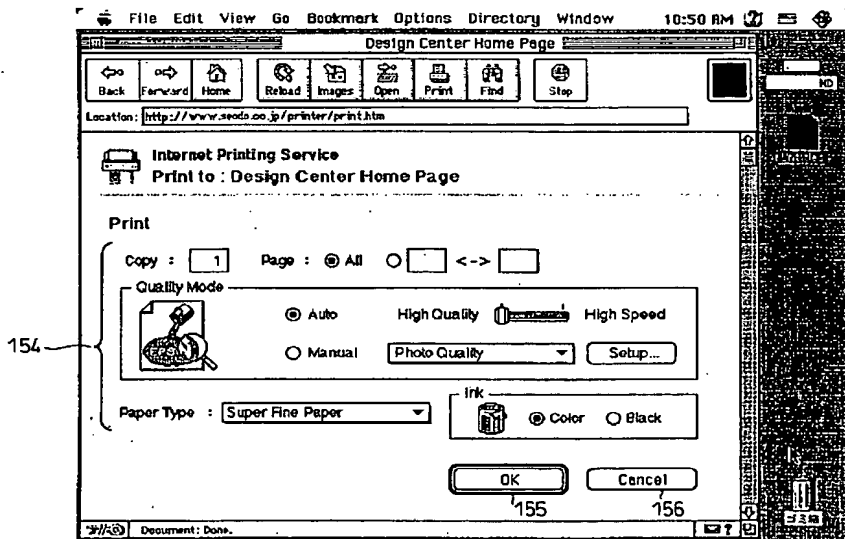 File Edit View Go Bookmark Options Directory Window 10:50 AM
Design Center Home Page
Back Forward Home Reload Images Open Print Find Stop
Location: http://www.seodo.co.jp/printer/print.htm
HD
Internet Printing Service
Print to : Design Center Home Page
Print
Copy : 1 Page : All <->
Quality Mode
Auto High Quality High Speed
154
Manual Photo Quality Setup...
Ink
Paper Type : Super Fine Paper
Color Black
OK Cancel
155 156
Document: Done.
?